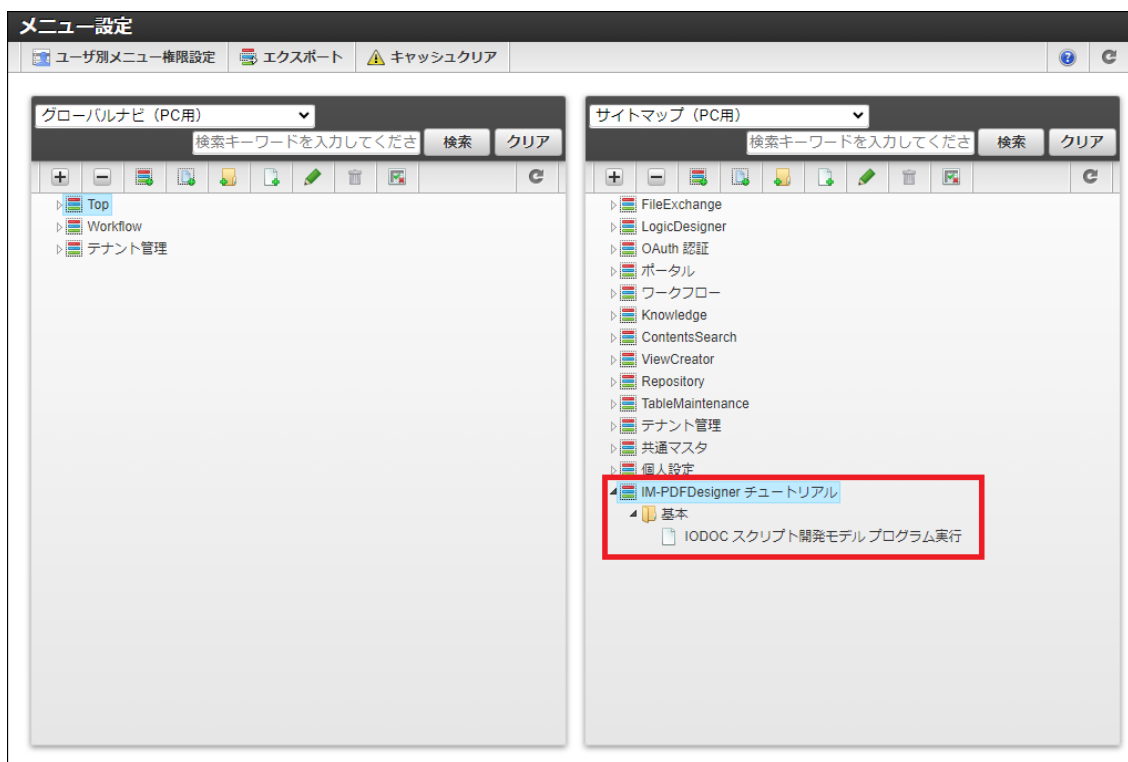 メニュー設定
ユーザ別メニュー権限設定 エクスポート キャッシュクリア
グローバルナビ（PC用）
検索キーワードを入力してくださ 検索 クリア
Top
Workflow
テナント管理
サイトマップ（PC用）
検索キーワードを入力してくださ 検索 クリア
FileExchange
LogicDesigner
OAuth 認証
ポータル
ワークフロー
Knowledge
ContentsSearch
ViewCreator
Repository
TableMaintenance
テナント管理
共通マスタ
個人設定
IM-PDFDesigner チュートリアル
基本
IODOC スクリプト開発モデル プログラム実行